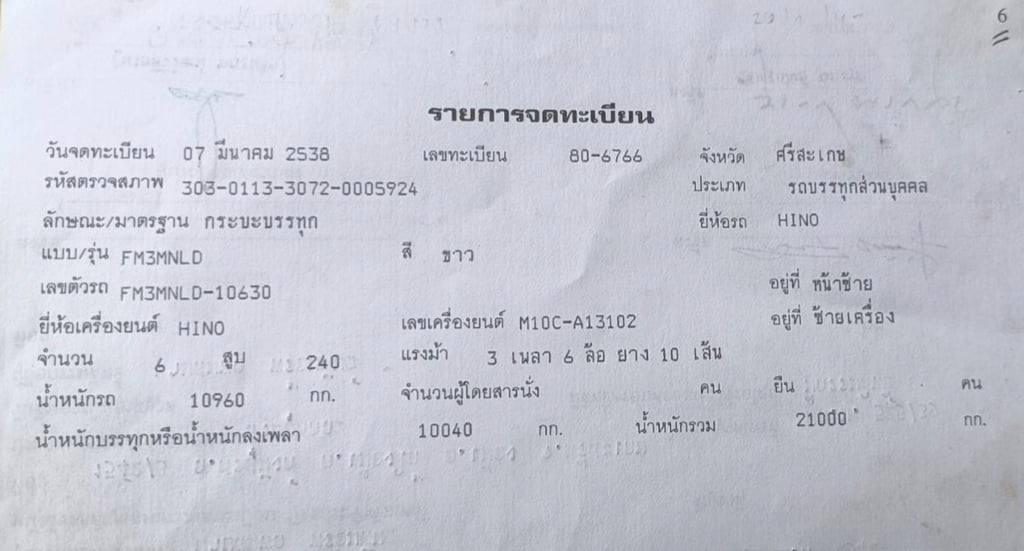 6
รายการจดทะเบียน
วันจดทะเบียน 07 มีนาคม 2538 เลขทะเบียน 80-6766 จังหวัด ศรีสะเกษ
รหัสตรวจสภาพ 303-0113-3072-0005924 ประเภท รถบรรทุกส่วนบุคคล
ลักษณะ/มาตรฐาน กระบะบรรทุก ยี่ห้อรถ HINO
แบบ/รุ่น FM3MNLD สี ขาว
เลขตัวรถ FM3MNLD-10630 อยู่ที่ หน้าซ้าย
ยี่ห้อเครื่องยนต์ HINO เลขเครื่องยนต์ M10C-A13102 อยู่ที่ ซ้ายเครื่อง
จำนวน 6 สูบ 240 แรงม้า 3 เพลา 6 ล้อ ยาง 10 เส้น
น้ำหนักรถ 10960 กก. จำนวนผู้โดยสารนั่ง คน ยืน คน
น้ำหนักบรรทุกหรือน้ำหนักลงเพลา 10040 กก. น้ำหนักรวม 21000 กก.